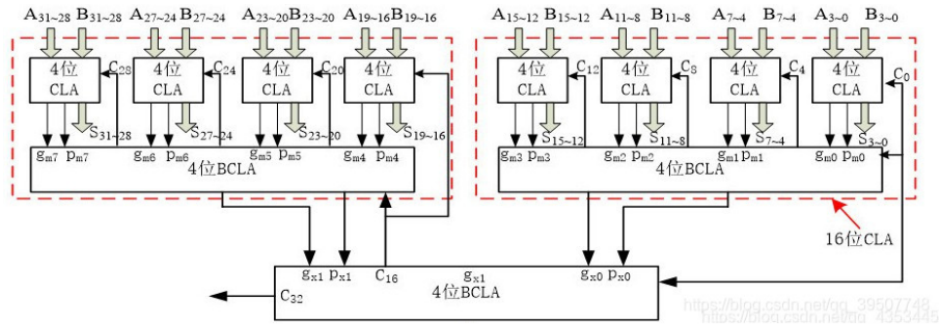 A31~28 B31~28 A27~24 B27~24 A23~20 B23~20 A19~16 B19~16 A15~12 B15~12 A11~8 B11~8 A7~4 B7~4 A3~0 B3~0
4位 C28 4位 C24 4位 C20 4位 4位 C12 4位 C8 4位 C4 4位 C0
CLA CLA CLA CLA CLA CLA CLA CLA
S31~28 S27~24 S23~20 S19~16 S15~12 S11~8 S7~4 S3~0
gm7 pm7 gm6 pm6 gm5 pm5 gm4 pm4 gm3 pm3 gm2 pm2 gm1 pm1 gm0 pm0
4位BCLA 4位BCLA
16位CLA
gx1 px1 C16 gx1 gx0 px0
4位BCLA
C32
https://blog.csdn.net/qq_39507748
https://blog.csdn.net/qq_4353445